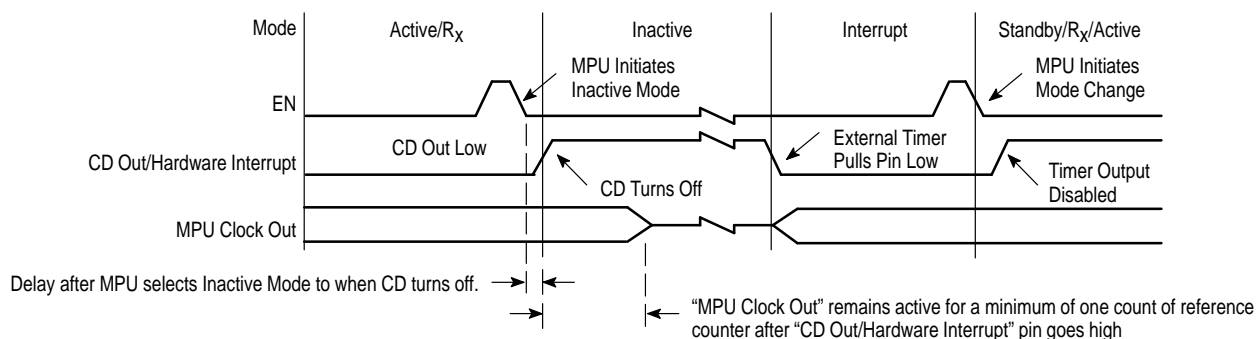 Mode Active/RX Inactive Interrupt Standby/RX/Active
EN
MPU Initiates
Inactive Mode
MPU Initiates
Mode Change
CD Out/Hardware Interrupt
CD Out Low
CD Turns Off
External Timer
Pulls Pin Low
Timer Output
Disabled
MPU Clock Out
Delay after MPU selects Inactive Mode to when CD turns off.
“MPU Clock Out” remains active for a minimum of one count of reference
counter after “CD Out/Hardware Interrupt” pin goes high